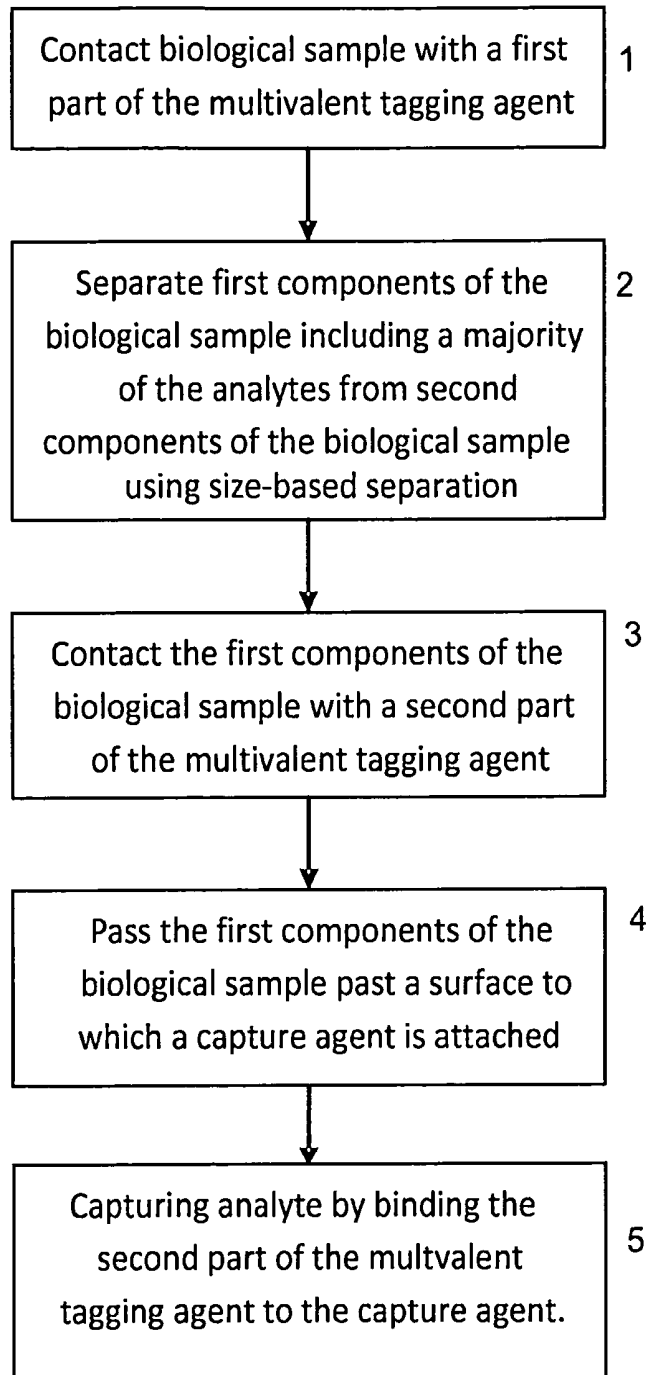 Contact biological sample with a first
part of the multivalent tagging agent
1
Separate first components of the
biological sample including a majority
of the analytes from second
components of the biological sample
using size-based separation
2
Contact the first components of the
biological sample with a second part
of the multivalent tagging agent
3
Pass the first components of the
biological sample past a surface to
which a capture agent is attached
4
Capturing analyte by binding the
second part of the multvalent
tagging agent to the capture agent.
5